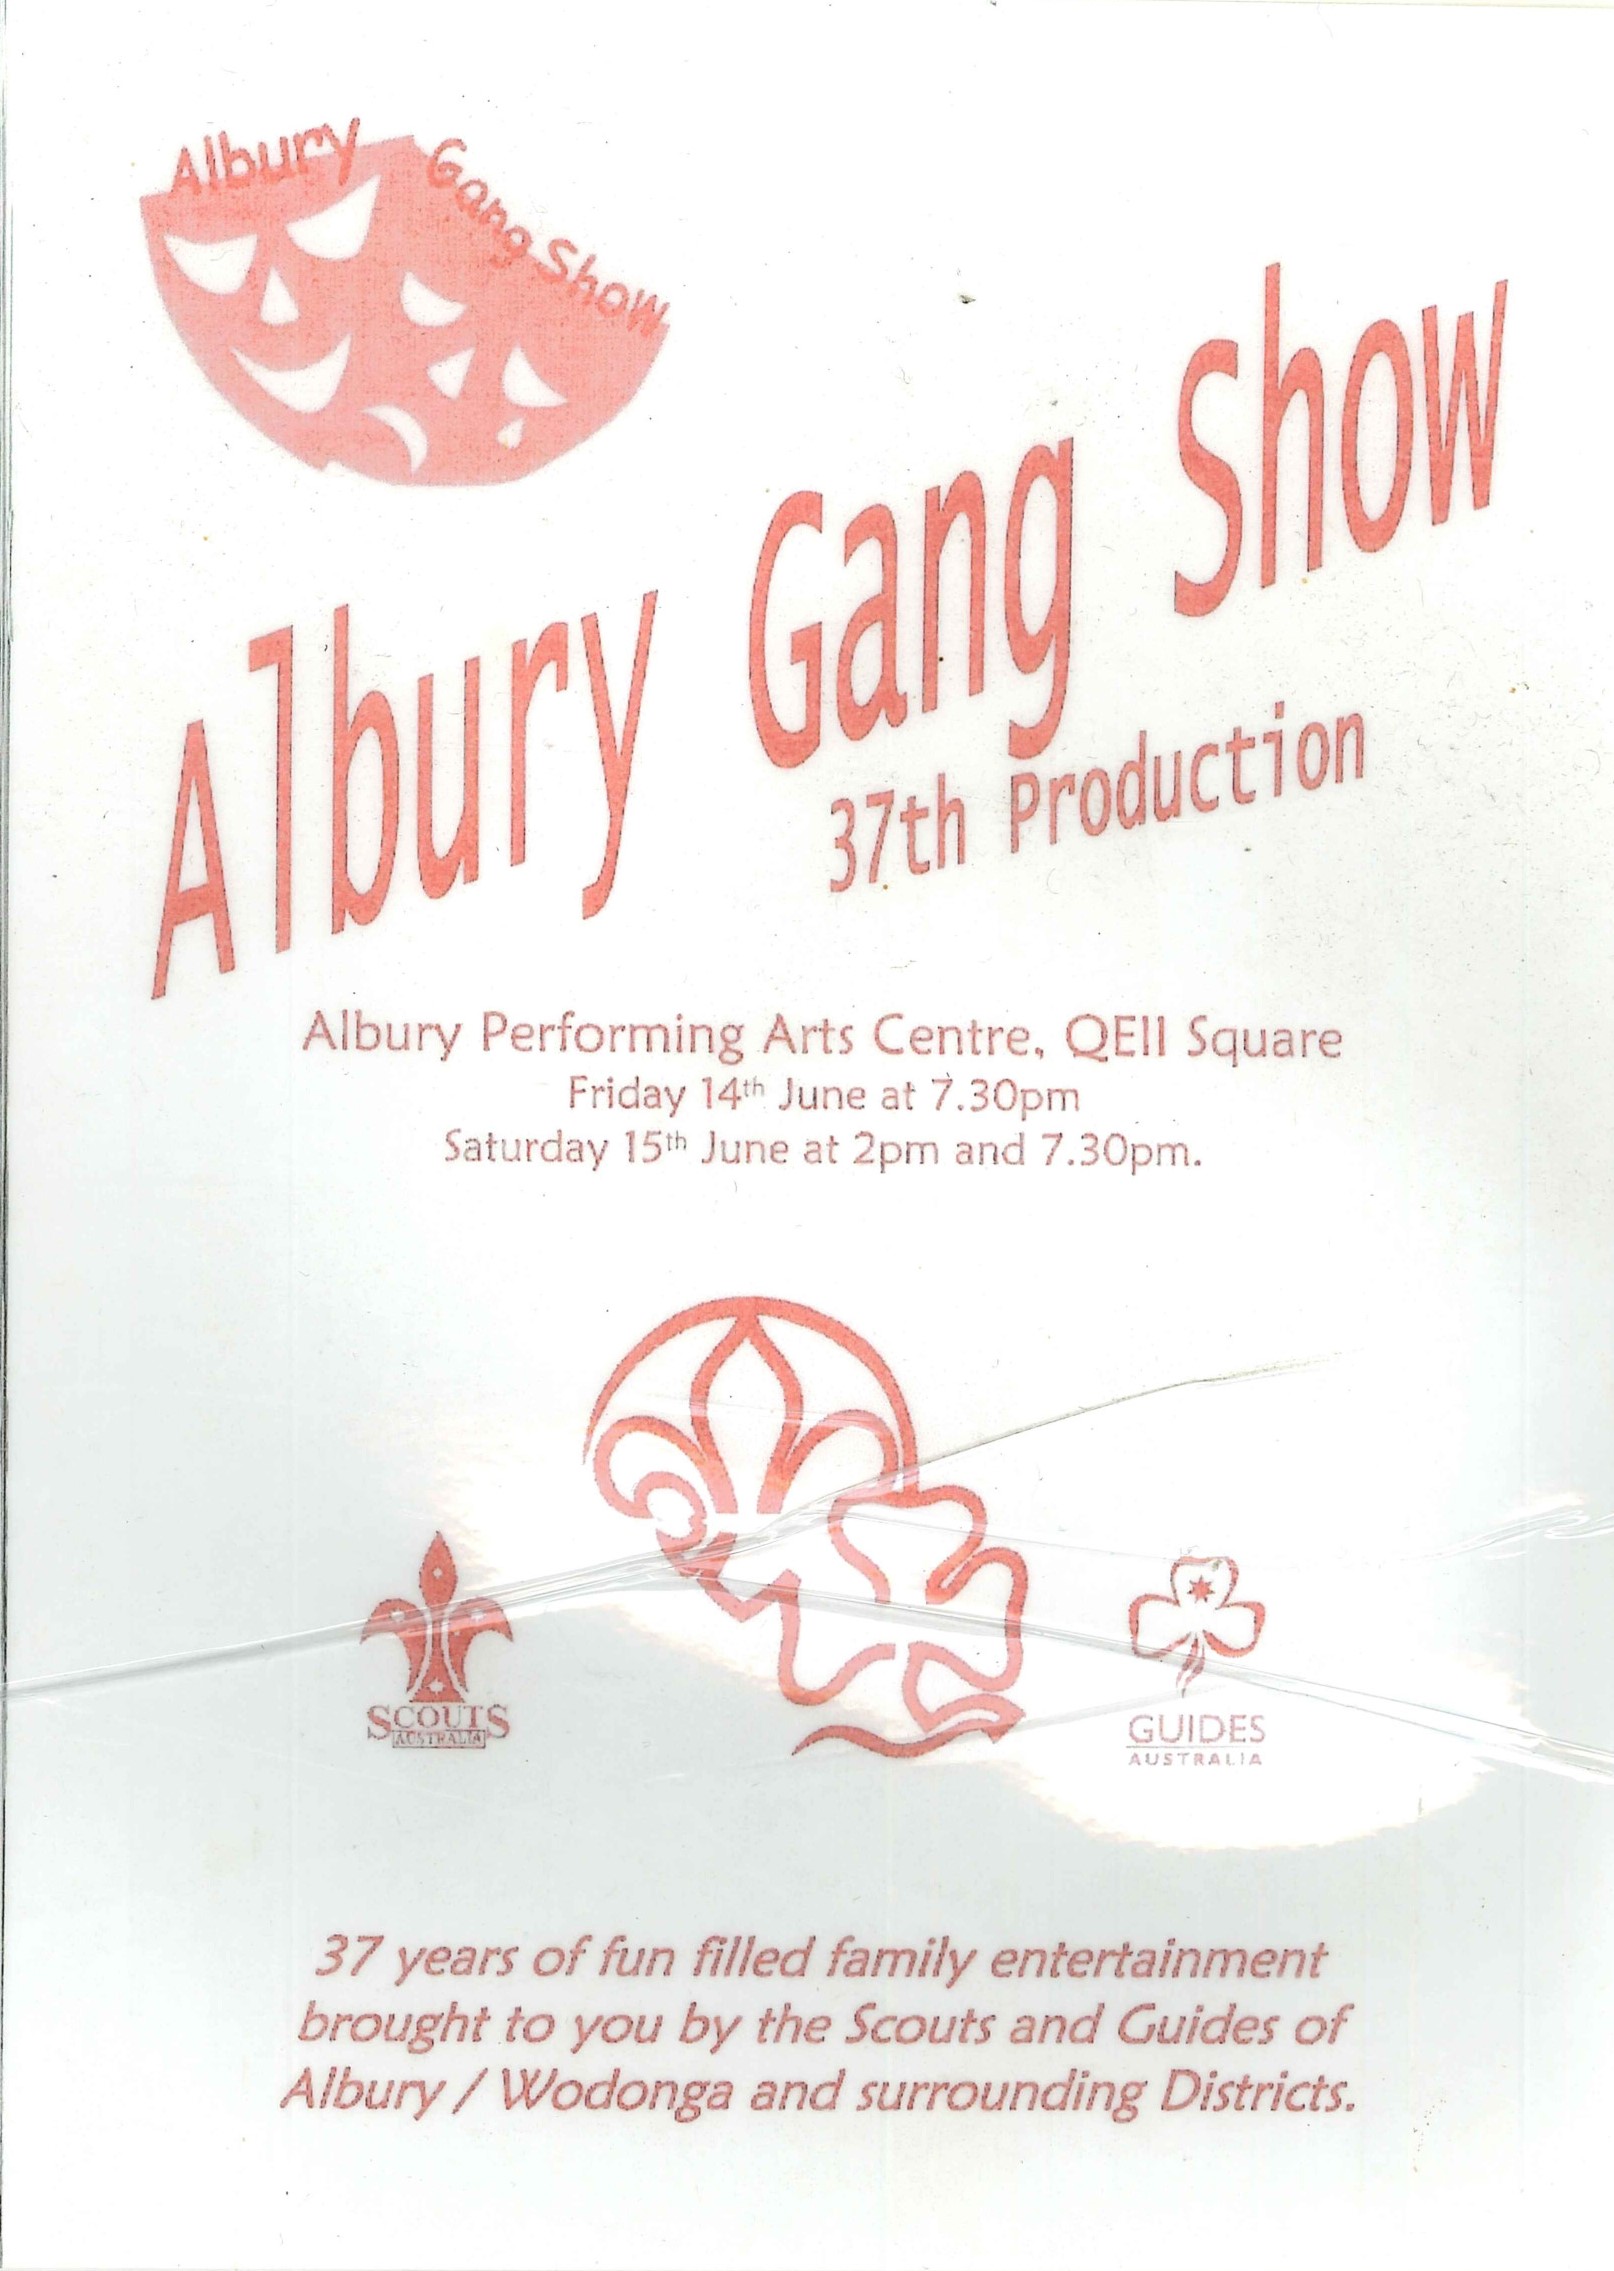 Albury Gang Show
Albury Gang Show
37th Production
Albury Performing Arts Centre, QEII Square
Friday 14th June at 7.30pm
Saturday 15th June at 2pm and 7.30pm.
SCOUTS
AUSTRALIA
GUIDES
AUSTRALIA
37 years of fun filled family entertainment
brought to you by the Scouts and Guides of
Albury / Wodonga and surrounding Districts.